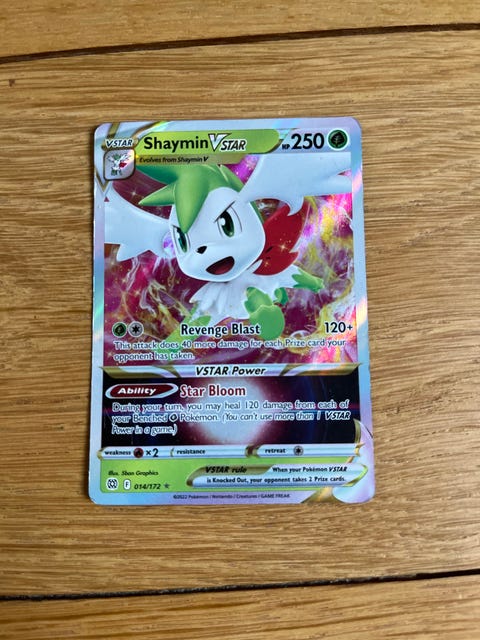 VSTAR Shaymin VSTAR HP 250
Evolves from Shaymin V
Revenge Blast 120+
This attack does 40 more damage for each Prize card your
opponent has taken.
VSTAR Power
Ability Star Bloom
During your turn, you may heal 120 damage from each of
your Benched Pokémon. (You can't use more than 1 VSTAR
Power in a game.)
weakness x2 resistance retreat
Illus. 5ban Graphics
VSTAR rule When your Pokémon VSTAR
is Knocked Out, your opponent takes 2 Prize cards.
F 014/172
©2022 Pokémon / Nintendo / Creatures / GAME FREAK